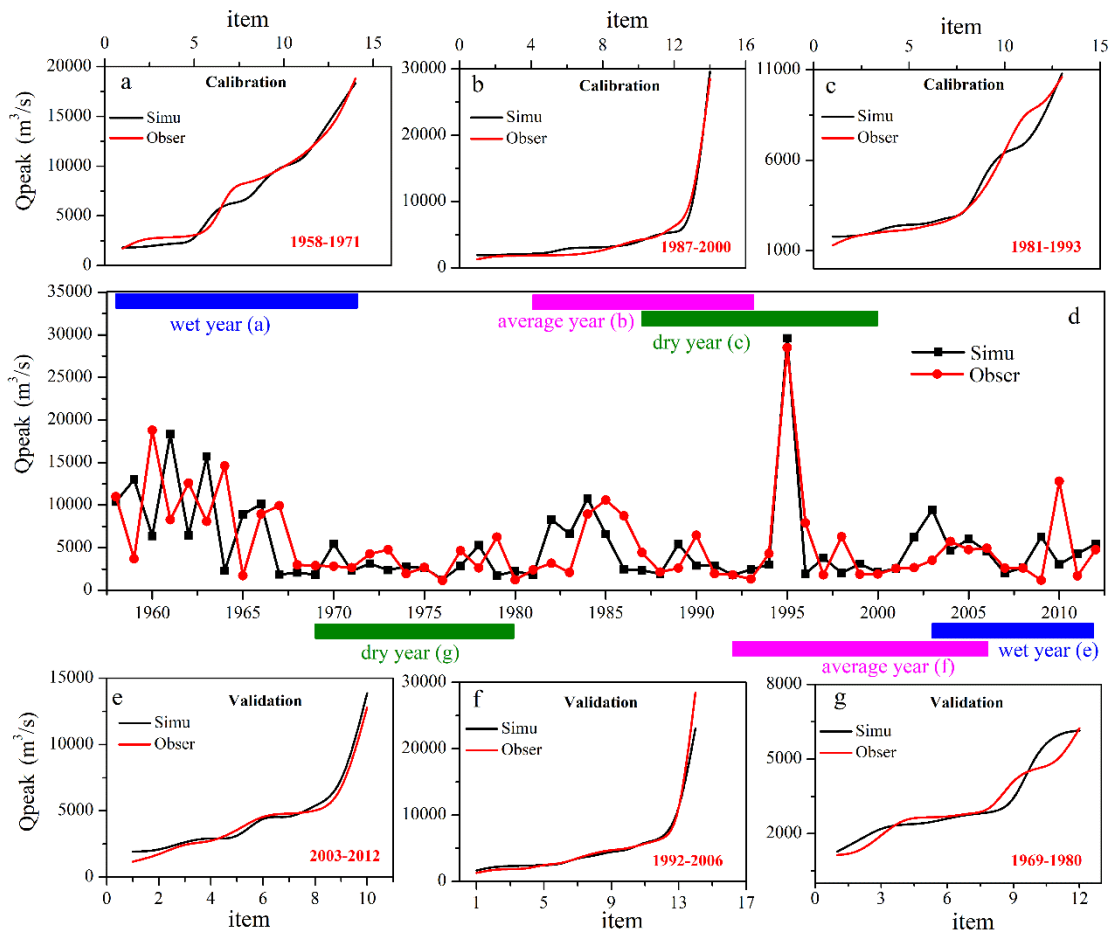 item item item
0 5 10 15 0 4 8 12 16 0 5 10 15
20000
15000
10000
5000
0
Qpeak (m³/s)
a
Calibration
Simu
Obser
1958-1971
30000
20000
10000
0
b
Calibration
Simu
Obser
1987-2000
11000
6000
1000
c
Calibration
Simu
Obser
1981-1993
35000
30000
25000
20000
15000
10000
5000
0
Qpeak (m³/s)
wet year (a)
average year (b)
dry year (c)
d
Simu
Obser
1960 1965 1970 1975 1980 1985 1990 1995 2000 2005 2010
dry year (g)
average year (f)
wet year (e)
15000
10000
5000
0
Qpeak (m³/s)
e
Validation
Simu
Obser
2003-2012
0 2 4 6 8 10
item
30000
20000
10000
0
f
Validation
Simu
Obser
1992-2006
1 5 9 13 17
item
8000
5000
2000
g
Validation
Simu
Obser
1969-1980
0 3 6 9 12
item